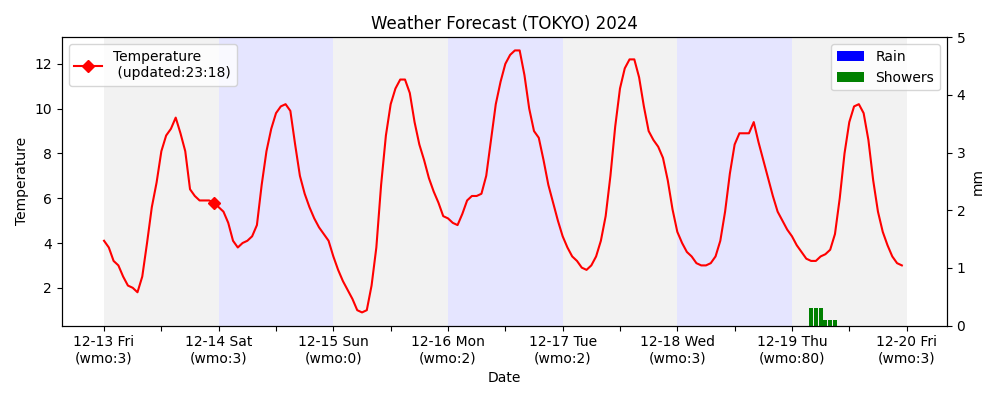 Weather Forecast (TOKYO) 2024
Temperature
(updated:23:18)
Rain
Showers
Temperature
12
10
8
6
4
2
5
4
3
2
1
0
mm
12-13 Fri
(wmo:3)
12-14 Sat
(wmo:3)
12-15 Sun
(wmo:0)
12-16 Mon
(wmo:2)
12-17 Tue
(wmo:2)
12-18 Wed
(wmo:3)
12-19 Thu
(wmo:80)
12-20 Fri
(wmo:3)
Date